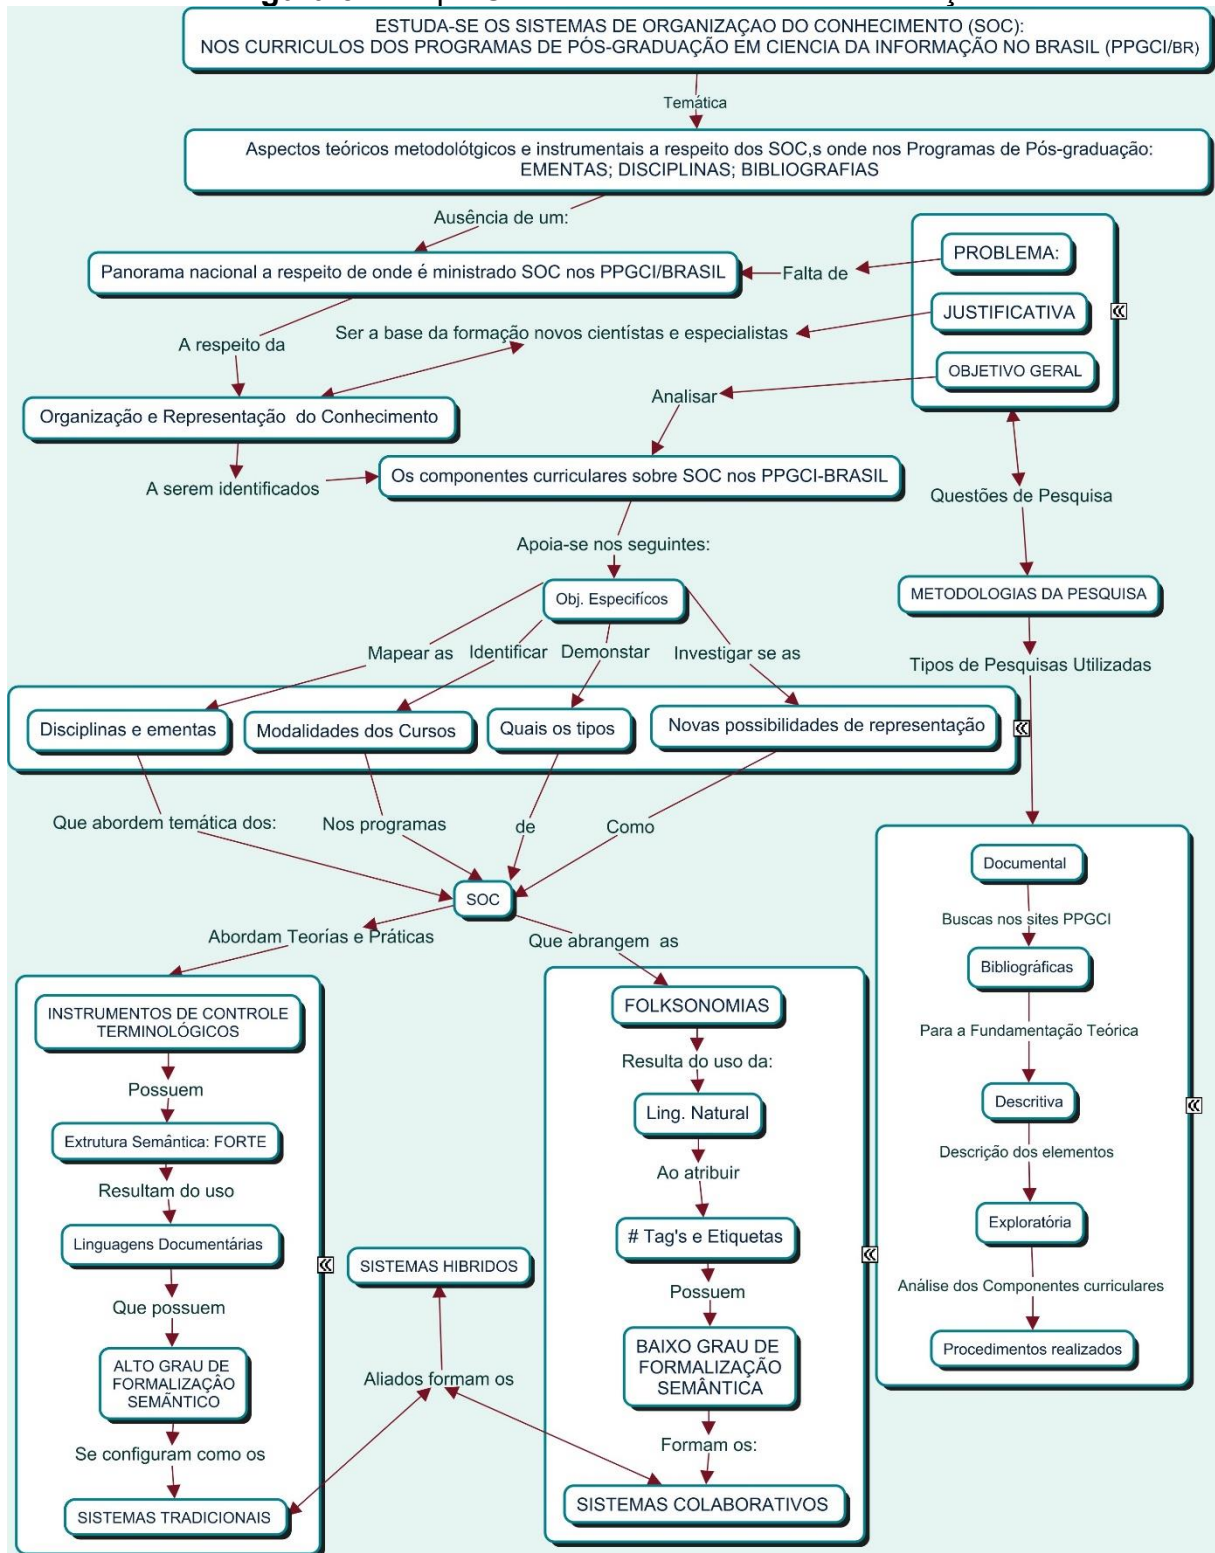 ESTUDA-SE OS SISTEMAS DE ORGANIZAÇAO DO CONHECIMENTO (SOC):
NOS CURRICULOS DOS PROGRAMAS DE PÓS-GRADUAÇÃO EM CIENCIA DA INFORMAÇÃO NO BRASIL (PPGCI/BR)
Temática
Aspectos teóricos metodolótgicos e instrumentais a respeito dos SOC,s onde nos Programas de Pós-graduação:
EMENTAS; DISCIPLINAS; BIBLIOGRAFIAS
Ausência de um:
PROBLEMA:
Panorama nacional a respeito de onde é ministrado SOC nos PPGCI/BRASIL
Falta de
JUSTIFICATIVA
Ser a base da formação novos cientístas e especialistas
A respeito da
OBJETIVO GERAL
Analisar
Organização e Representação do Conhecimento
A serem identificados
Os componentes curriculares sobre SOC nos PPGCI-BRASIL
Questões de Pesquisa
Apoia-se nos seguintes:
Obj. Especifícos
METODOLOGIAS DA PESQUISA
Mapear as
Identificar
Demonstar
Investigar se as
Tipos de Pesquisas Utilizadas
Disciplinas e ementas
Modalidades dos Cursos
Quais os tipos
Novas possibilidades de representação
Que abordem temática dos:
Nos programas
de
Como
SOC
Abordam Teorías e Práticas
Que abrangem as
INSTRUMENTOS DE CONTROLE
TERMINOLÓGICOS
Possuem
Extrutura Semântica: FORTE
Resultam do uso
Linguagens Documentárias
Que possuem
ALTO GRAU DE
FORMALIZAÇÂO
SEMÃNTICO
Se configuram como os
SISTEMAS TRADICIONAIS
SISTEMAS HIBRIDOS
Aliados formam os
FOLKSONOMIAS
Resulta do uso da:
Ling. Natural
Ao atribuir
# Tag's e Etiquetas
Possuem
BAIXO GRAU DE
FORMALIZAÇÃO
SEMÂNTICA
Formam os:
SISTEMAS COLABORATIVOS
Documental
Buscas nos sites PPGCI
Bibliográficas
Para a Fundamentação Teórica
Descritiva
Descrição dos elementos
Exploratória
Análise dos Componentes curriculares
Procedimentos realizados